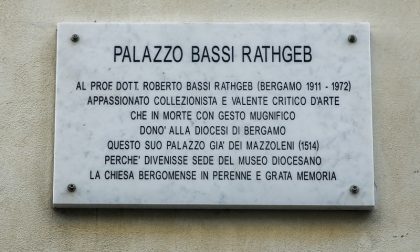 PALAZZO BASSI RATHGEB
AL PROF DOTT. ROBERTO BASSI RATHGEB (BERGAMO 1911 - 1972)
APPASSIONATO COLLEZIONISTA E VALENTE CRITICO D'ARTE
CHE IN MORTE CON GESTO MUGNIFICO
DONO' ALLA DIOCESI DI BERGAMO
QUESTO SUO PALAZZO GIA' DEI MAZZOLENI (1514)
PERCHE' DIVENISSE SEDE DEL MUSEO DIOCESANO
LA CHIESA BERGOMENSE IN PERENNE E GRATA MEMORIA